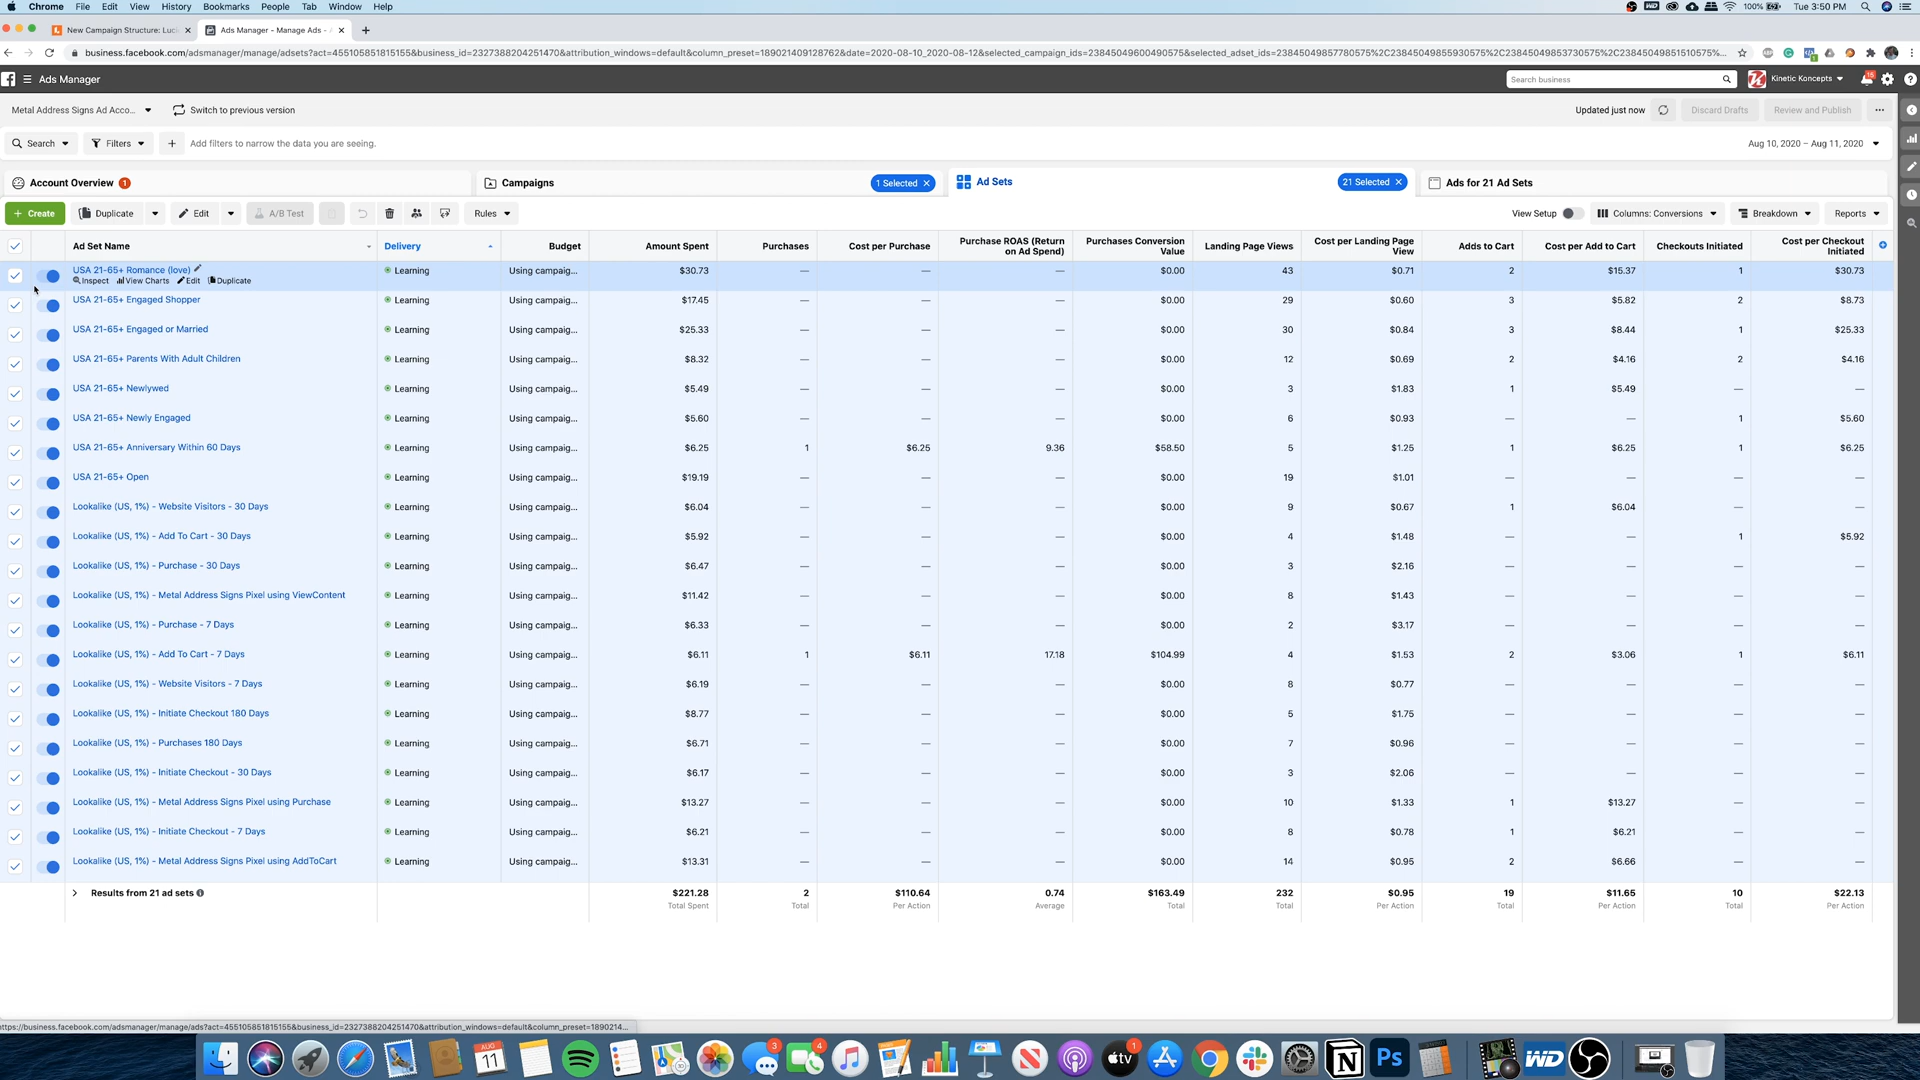 Chrome File Edit View History Bookmarks People Tab Window Help 100% Tue 3:50 PM
New Campaign Structure: Luc Ads Manager - Manage Ads -
business.facebook.com/adsmanager/manage/adsets?act=455105851815155&business_id=2327388204251470&attribution_windows=default&column_preset=189021409128762&date=2020-08-10_2020-08-12&selected_campaign_ids=23845049600490575&selected_adset_ids=23845049857780575%2C23845049855930575%2C23845049853730575%2C23845049851510575%...
Ads Manager Search business Kinetic Koncepts 15
Metal Address Signs Ad Acco... Switch to previous version Updated just now Discard Drafts Review and Publish
Search Filters Add filters to narrow the data you are seeing. Aug 10, 2020 – Aug 11, 2020
Account Overview 1 Campaigns 1 Selected Ad Sets 21 Selected Ads for 21 Ad Sets
+ Create Duplicate Edit A/B Test Rules View Setup Columns: Conversions Breakdown Reports
Ad Set Name Delivery Budget Amount Spent Purchases Cost per Purchase Purchase ROAS (Return on Ad Spend) Purchases Conversion Value Landing Page Views Cost per Landing Page View Adds to Cart Cost per Add to Cart Checkouts Initiated Cost per Checkout Initiated
USA 21-65+ Romance (love) Learning Using campaig... $30.73 — — — $0.00 43 $0.71 2 $15.37 1 $30.73
Inspect View Charts Edit Duplicate
USA 21-65+ Engaged Shopper Learning Using campaig... $17.45 — — — $0.00 29 $0.60 3 $5.82 2 $8.73
USA 21-65+ Engaged or Married Learning Using campaig... $25.33 — — — $0.00 30 $0.84 3 $8.44 1 $25.33
USA 21-65+ Parents With Adult Children Learning Using campaig... $8.32 — — — $0.00 12 $0.69 2 $4.16 2 $4.16
USA 21-65+ Newlywed Learning Using campaig... $5.49 — — — $0.00 3 $1.83 1 $5.49 — —
USA 21-65+ Newly Engaged Learning Using campaig... $5.60 — — — $0.00 6 $0.93 — — 1 $5.60
USA 21-65+ Anniversary Within 60 Days Learning Using campaig... $6.25 1 $6.25 9.36 $58.50 5 $1.25 1 $6.25 1 $6.25
USA 21-65+ Open Learning Using campaig... $19.19 — — — $0.00 19 $1.01 — — — —
Lookalike (US, 1%) - Website Visitors - 30 Days Learning Using campaig... $6.04 — — — $0.00 9 $0.67 1 $6.04 — —
Lookalike (US, 1%) - Add To Cart - 30 Days Learning Using campaig... $5.92 — — — $0.00 4 $1.48 — — 1 $5.92
Lookalike (US, 1%) - Purchase - 30 Days Learning Using campaig... $6.47 — — — $0.00 3 $2.16 — — — —
Lookalike (US, 1%) - Metal Address Signs Pixel using ViewContent Learning Using campaig... $11.42 — — — $0.00 8 $1.43 — — — —
Lookalike (US, 1%) - Purchase - 7 Days Learning Using campaig... $6.33 — — — $0.00 2 $3.17 — — — —
Lookalike (US, 1%) - Add To Cart - 7 Days Learning Using campaig... $6.11 1 $6.11 17.18 $104.99 4 $1.53 2 $3.06 1 $6.11
Lookalike (US, 1%) - Website Visitors - 7 Days Learning Using campaig... $6.19 — — — $0.00 8 $0.77 — — — —
Lookalike (US, 1%) - Initiate Checkout 180 Days Learning Using campaig... $8.77 — — — $0.00 5 $1.75 — — — —
Lookalike (US, 1%) - Purchases 180 Days Learning Using campaig... $6.71 — — — $0.00 7 $0.96 — — — —
Lookalike (US, 1%) - Initiate Checkout - 30 Days Learning Using campaig... $6.17 — — — $0.00 3 $2.06 — — — —
Lookalike (US, 1%) - Metal Address Signs Pixel using Purchase Learning Using campaig... $13.27 — — — $0.00 10 $1.33 1 $13.27 — —
Lookalike (US, 1%) - Initiate Checkout - 7 Days Learning Using campaig... $6.21 — — — $0.00 8 $0.78 1 $6.21 — —
Lookalike (US, 1%) - Metal Address Signs Pixel using AddToCart Learning Using campaig... $13.31 — — — $0.00 14 $0.95 2 $6.66 — —
Results from 21 ad sets $221.28 2 $110.64 0.74 $163.49 232 $0.95 19 $11.65 10 $22.13
Total Spent Total Per Action Average Total Total Per Action Total Per Action Total Per Action
https://business.facebook.com/adsmanager/manage/ads?act=455105851815155&business_id=2327388204251470&attribution_windows=default&column_preset=1890214...
AUG 11 3 4 tv 1 Ps WD